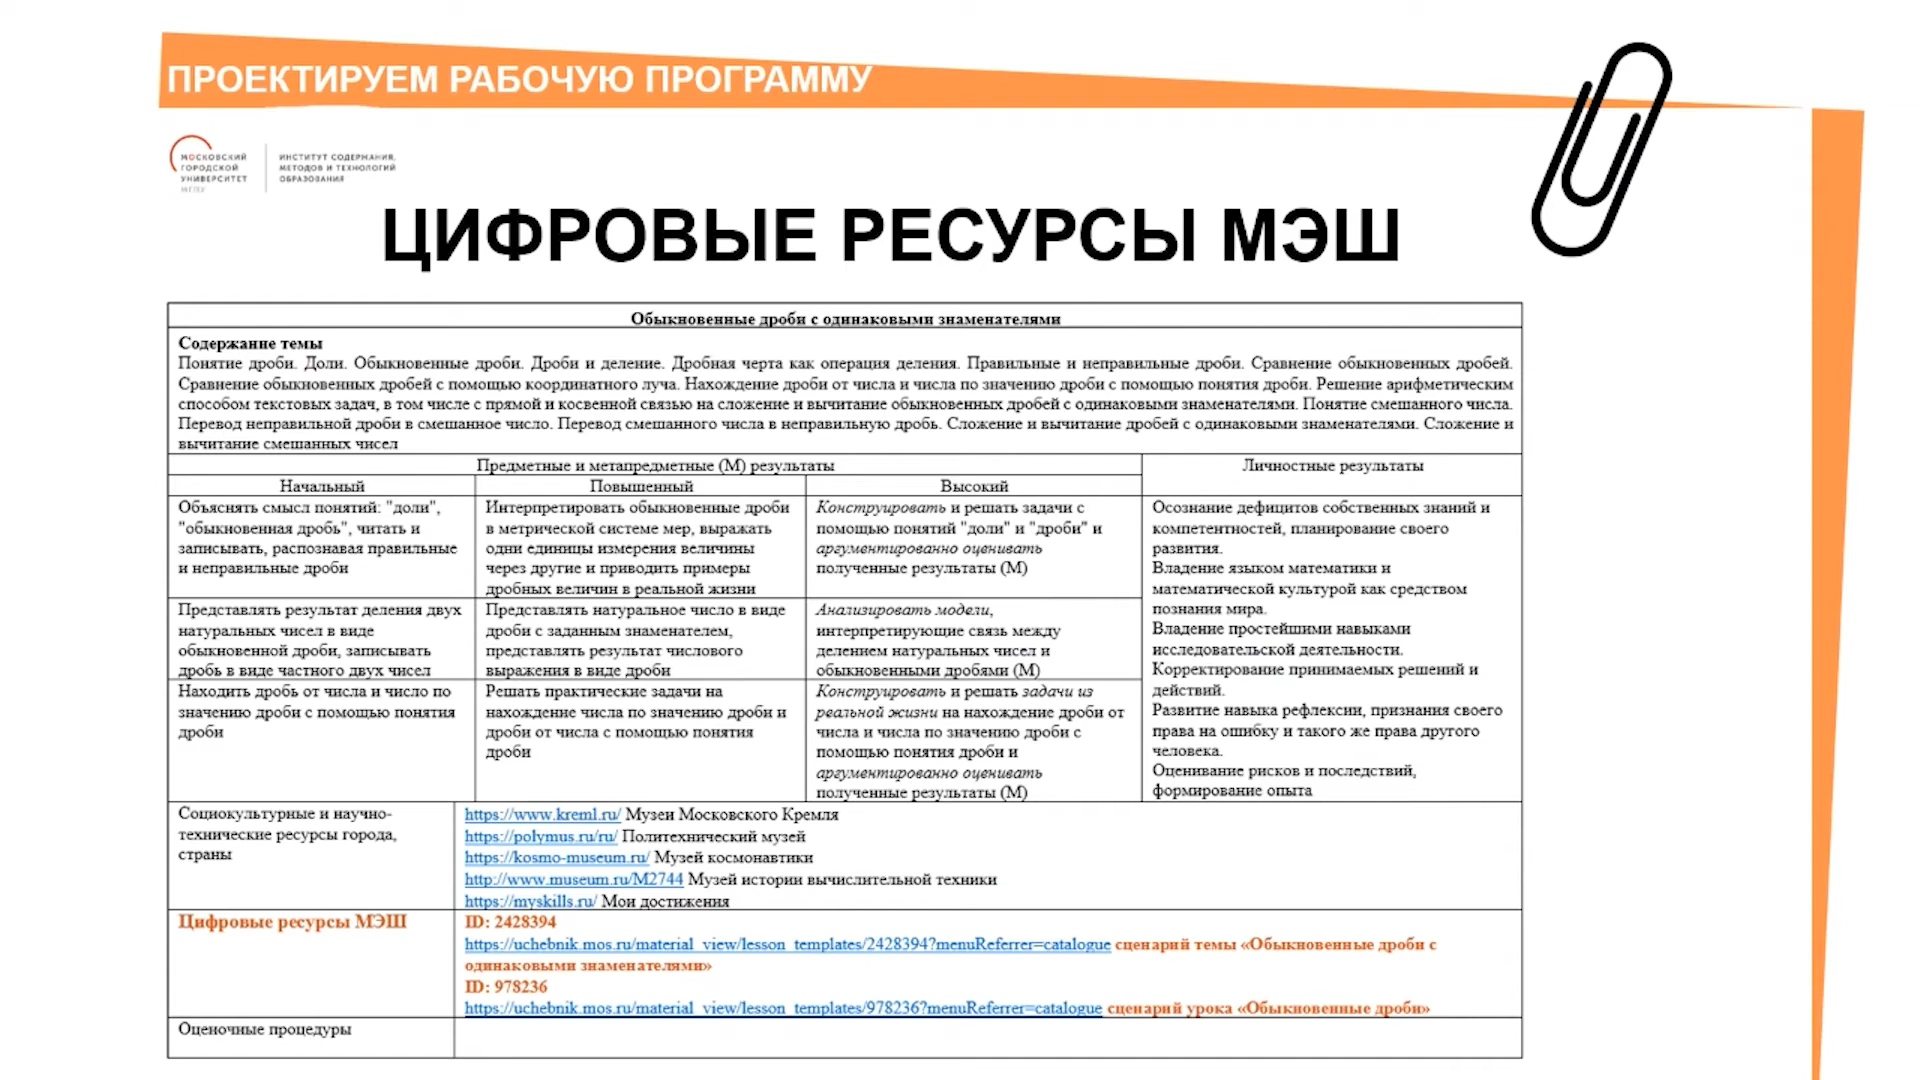 ПРОЕКТИРУЕМ РАБОЧУЮ ПРОГРАММУ
МОСКОВСКИЙ
ГОРОДСКОЙ
УНИВЕРСИТЕТ
МГПУ
ИНСТИТУТ СОДЕРЖАНИЯ,
МЕТОДОВ И ТЕХНОЛОГИЙ
ОБРАЗОВАНИЯ
ЦИФРОВЫЕ РЕСУРСЫ МЭШ
Обыкновенные дроби с одинаковыми знаменателями
Содержание темы
Понятие дроби. Доли. Обыкновенные дроби. Дроби и деление. Дробная черта как операция деления. Правильные и неправильные дроби. Сравнение обыкновенных дробей.
Сравнение обыкновенных дробей с помощью координатного луча. Нахождение дроби от числа и числа по значению дроби с помощью понятия дроби. Решение арифметическим
способом текстовых задач, в том числе с прямой и косвенной связью на сложение и вычитание обыкновенных дробей с одинаковыми знаменателями. Понятие смешанного числа.
Перевод неправильной дроби в смешанное число. Перевод смешанного числа в неправильную дробь. Сложение и вычитание дробей с одинаковыми знаменателями. Сложение и
вычитание смешанных чисел
Предметные и метапредметные (М) результаты
Личностные результаты
Начальный
Повышенный
Высокий
Объяснять смысл понятий: "доли",
"обыкновенная дробь", читать и
записывать, распознавая правильные
и неправильные дроби
Интерпретировать обыкновенные дроби
в метрической системе мер, выражать
одни единицы измерения величины
через другие и приводить примеры
дробных величин в реальной жизни
Конструировать и решать задачи с
помощью понятий "доли" и "дроби" и
аргументированно оценивать
полученные результаты (М)
Осознание дефицитов собственных знаний и
компетентностей, планирование своего
развития.
Владение языком математики и
математической культурой как средством
познания мира.
Владение простейшими навыками
исследовательской деятельности.
Корректирование принимаемых решений и
действий.
Развитие навыка рефлексии, признания своего
права на ошибку и такого же права другого
человека.
Оценивание рисков и последствий,
формирование опыта
Представлять результат деления двух
натуральных чисел в виде
обыкновенной дроби, записывать
дробь в виде частного двух чисел
Представлять натуральное число в виде
дроби с заданным знаменателем,
представлять результат числового
выражения в виде дроби
Анализировать модели,
интерпретирующие связь между
делением натуральных чисел и
обыкновенными дробями (М)
Находить дробь от числа и число по
значению дроби с помощью понятия
дроби
Решать практические задачи на
нахождение числа по значению дроби и
дроби от числа с помощью понятия
дроби
Конструировать и решать задачи из
реальной жизни на нахождение дроби от
числа и числа по значению дроби с
помощью понятия дроби и
аргументированно оценивать
полученные результаты (М)
Социокультурные и научно-
технические ресурсы города,
страны
https://www.kreml.ru/ Музеи Московского Кремля
https://polymus.ru/ru/ Политехнический музей
https://kosmo-museum.ru/ Музей космонавтики
http://www.museum.ru/M2744 Музей истории вычислительной техники
https://myskills.ru/ Мои достижения
Цифровые ресурсы МЭШ
ID: 2428394
https://uchebnik.mos.ru/material_view/lesson_templates/2428394?menuReferrer=catalogue сценарий темы «Обыкновенные дроби с
одинаковыми знаменателями»
ID: 978236
https://uchebnik.mos.ru/material_view/lesson_templates/978236?menuReferrer=catalogue сценарий урока «Обыкновенные дроби»
Оценочные процедуры